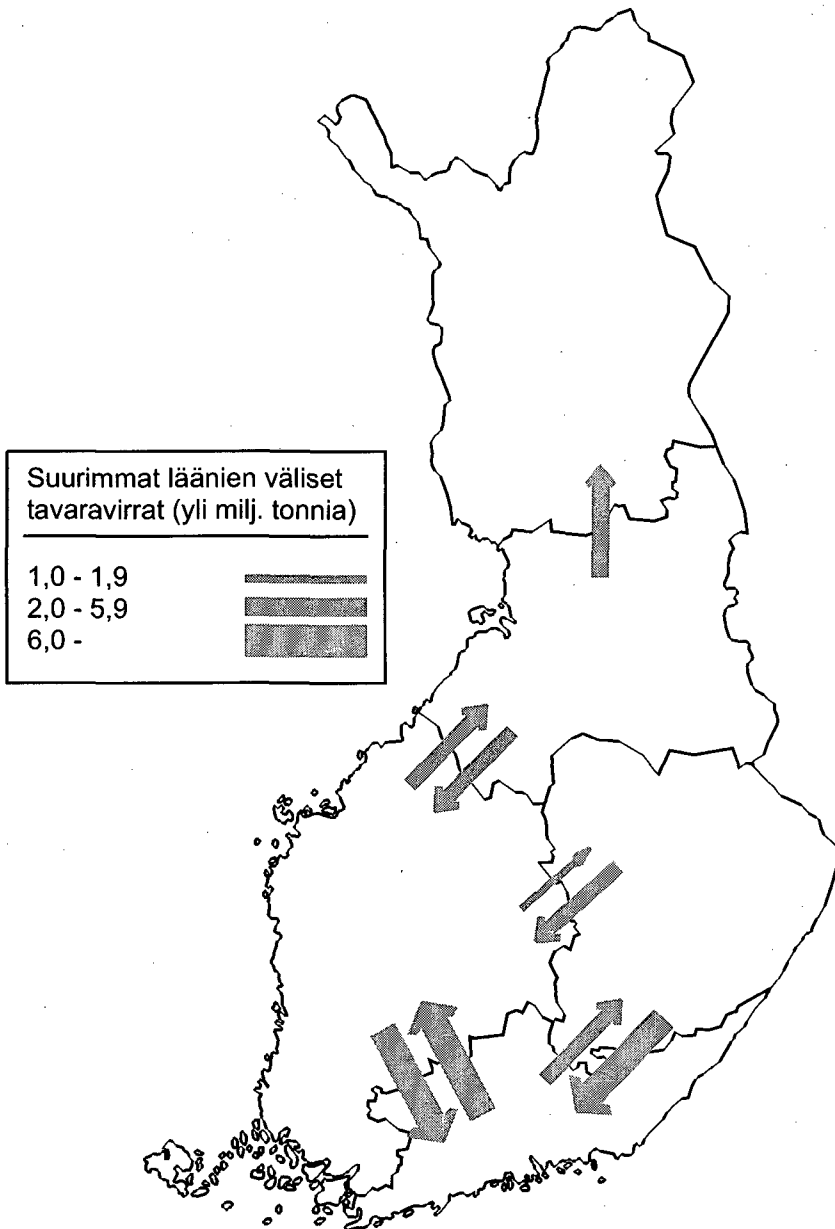 Suurimmat läänien väliset
tavaravirrat (yli milj. tonnia)
1,0 - 1,9
2,0 - 5,9
6,0 -